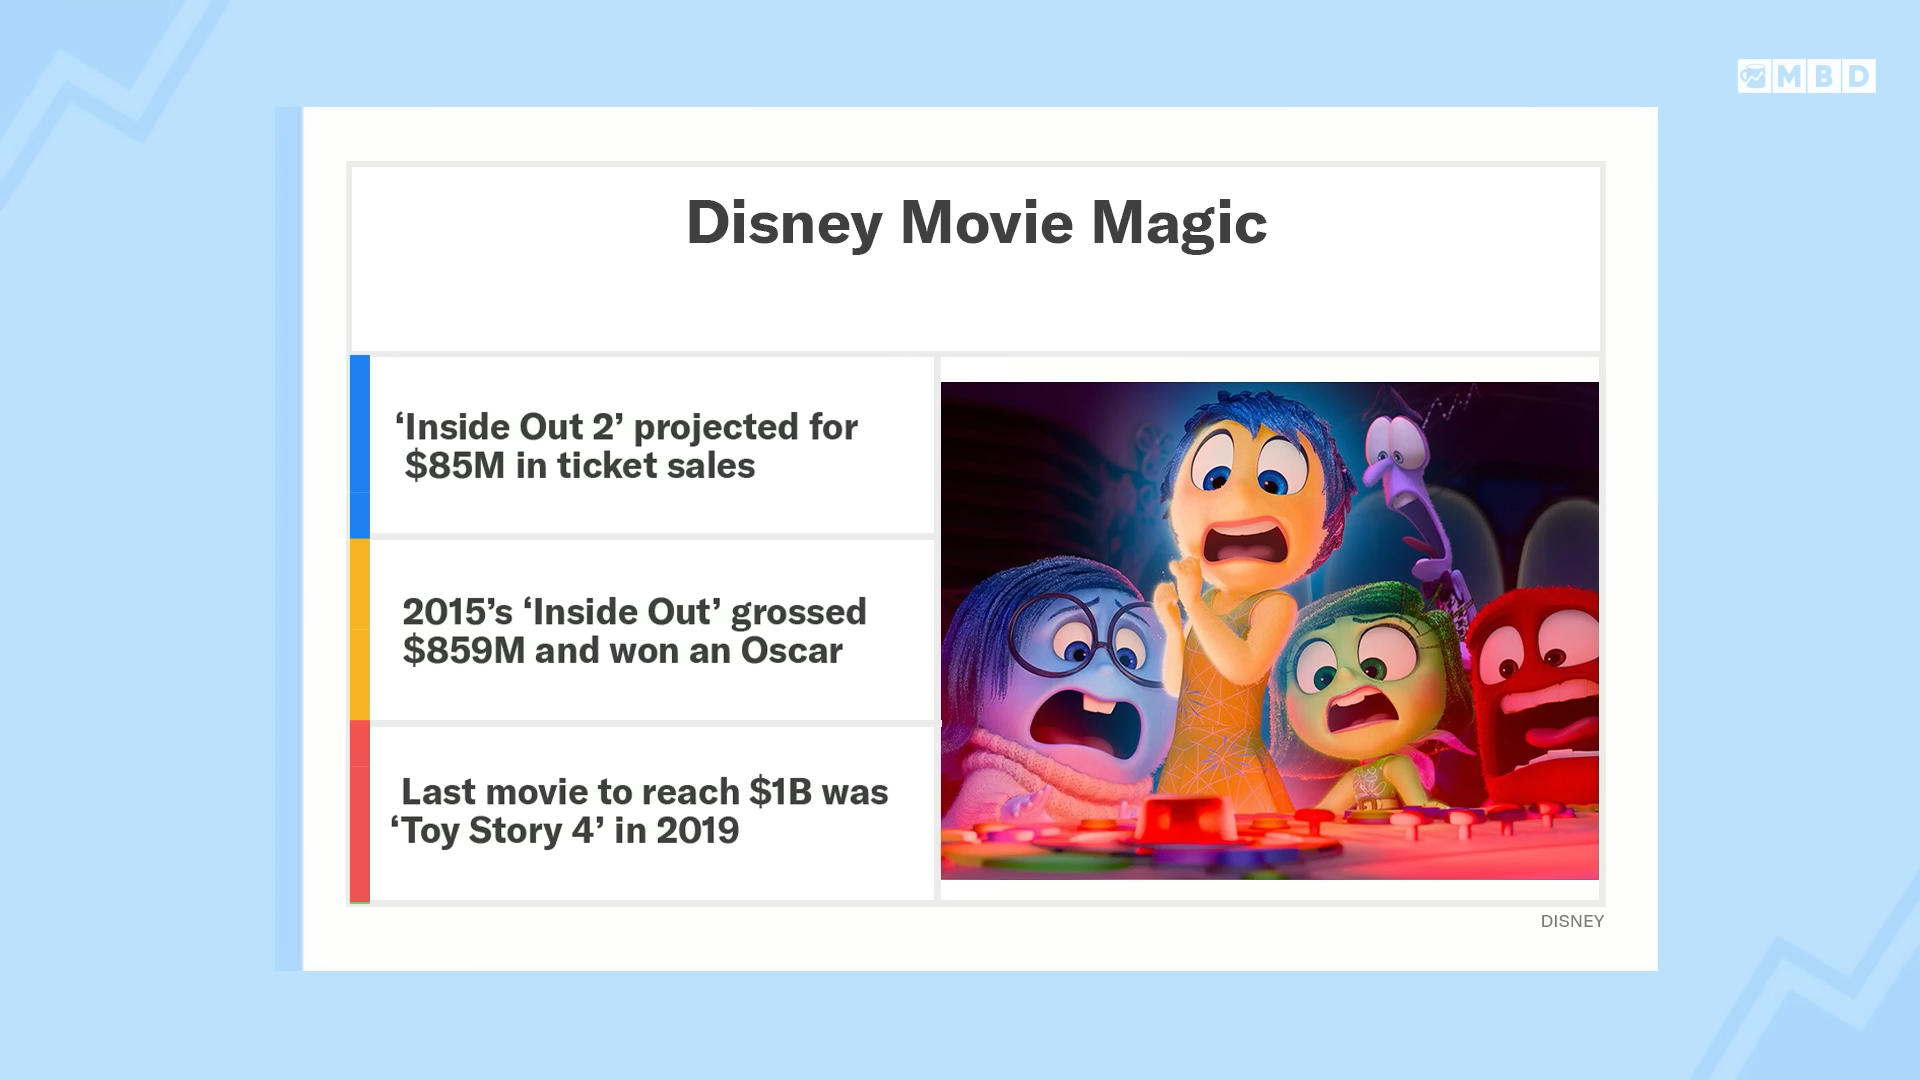 MBD
Disney Movie Magic
‘Inside Out 2’ projected for
$85M in ticket sales
2015’s ‘Inside Out’ grossed
$859M and won an Oscar
Last movie to reach $1B was
‘Toy Story 4’ in 2019
DISNEY